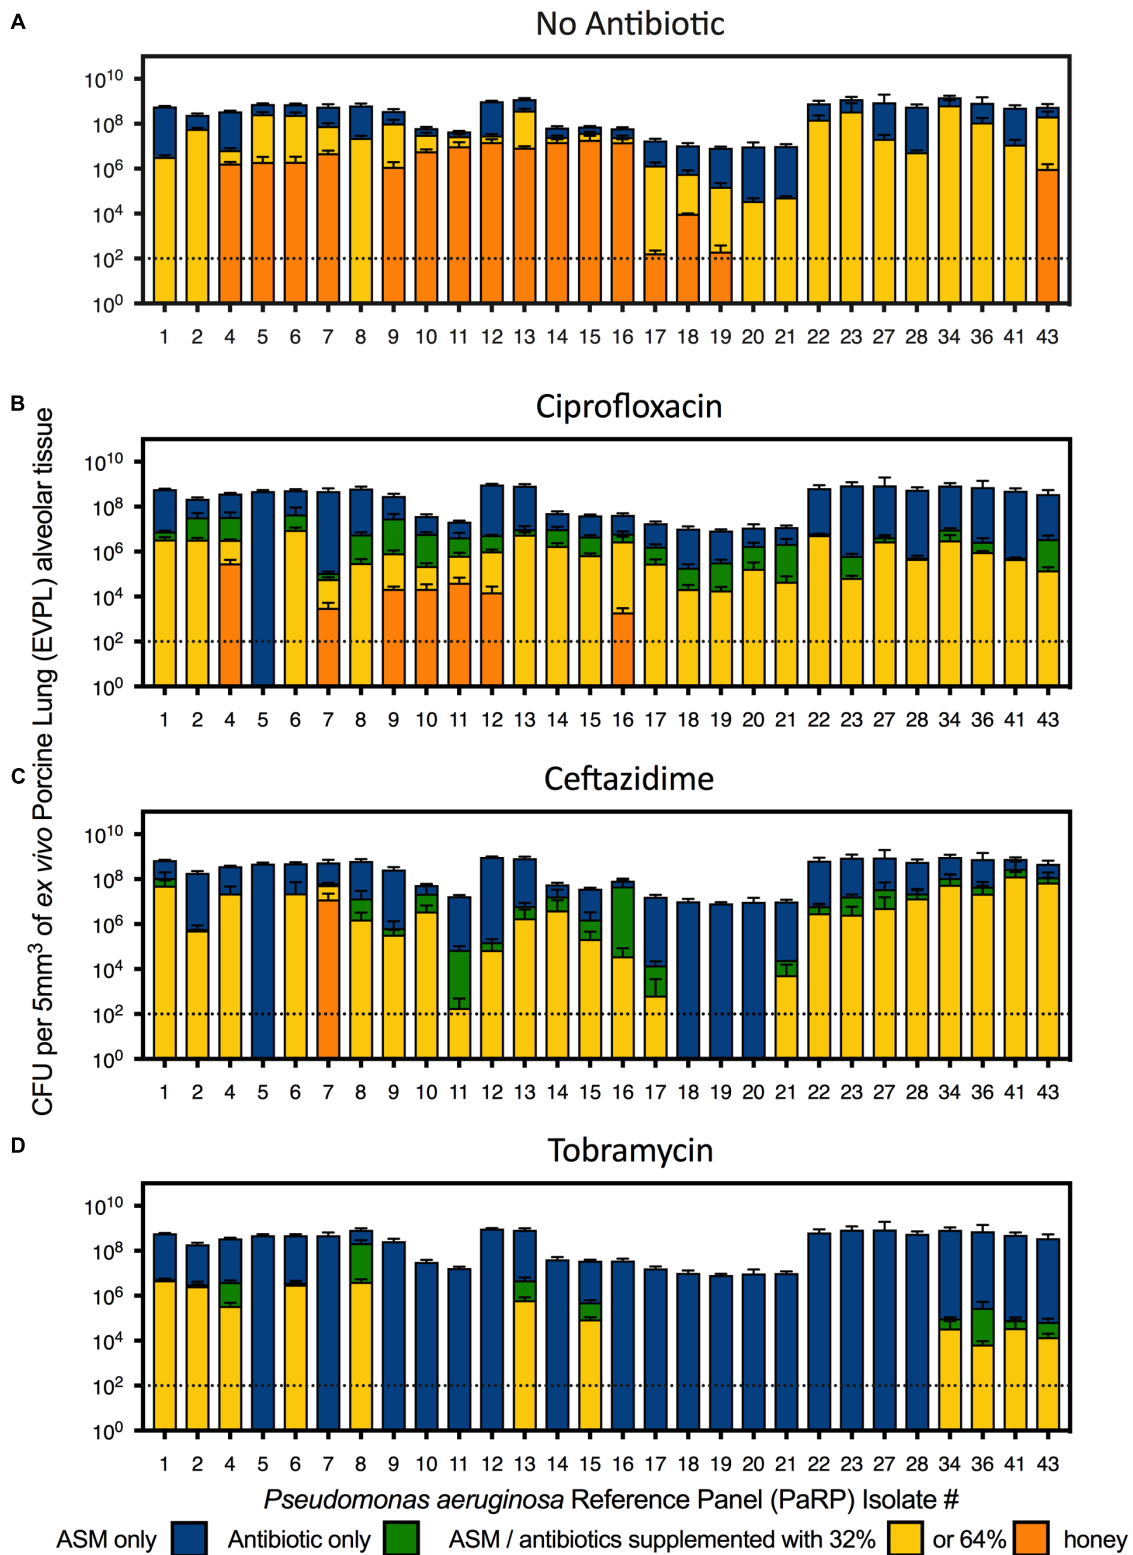 A
No Antibiotic
10^10
10^8
10^6
10^4
10^2
10^0
1 2 4 5 6 7 8 9 10 11 12 13 14 15 16 17 18 19 20 21 22 23 27 28 34 36 41 43
B
Ciprofloxacin
10^10
10^8
10^6
10^4
10^2
10^0
1 2 4 5 6 7 8 9 10 11 12 13 14 15 16 17 18 19 20 21 22 23 27 28 34 36 41 43
CFU per 5mm³ of ex vivo Porcine Lung (EVPL) alveolar tissue
C
Ceftazidime
10^10
10^8
10^6
10^4
10^2
10^0
1 2 4 5 6 7 8 9 10 11 12 13 14 15 16 17 18 19 20 21 22 23 27 28 34 36 41 43
D
Tobramycin
10^10
10^8
10^6
10^4
10^2
10^0
1 2 4 5 6 7 8 9 10 11 12 13 14 15 16 17 18 19 20 21 22 23 27 28 34 36 41 43
Pseudomonas aeruginosa Reference Panel (PaRP) Isolate #
ASM only Antibiotic only ASM / antibiotics supplemented with 32% or 64% honey